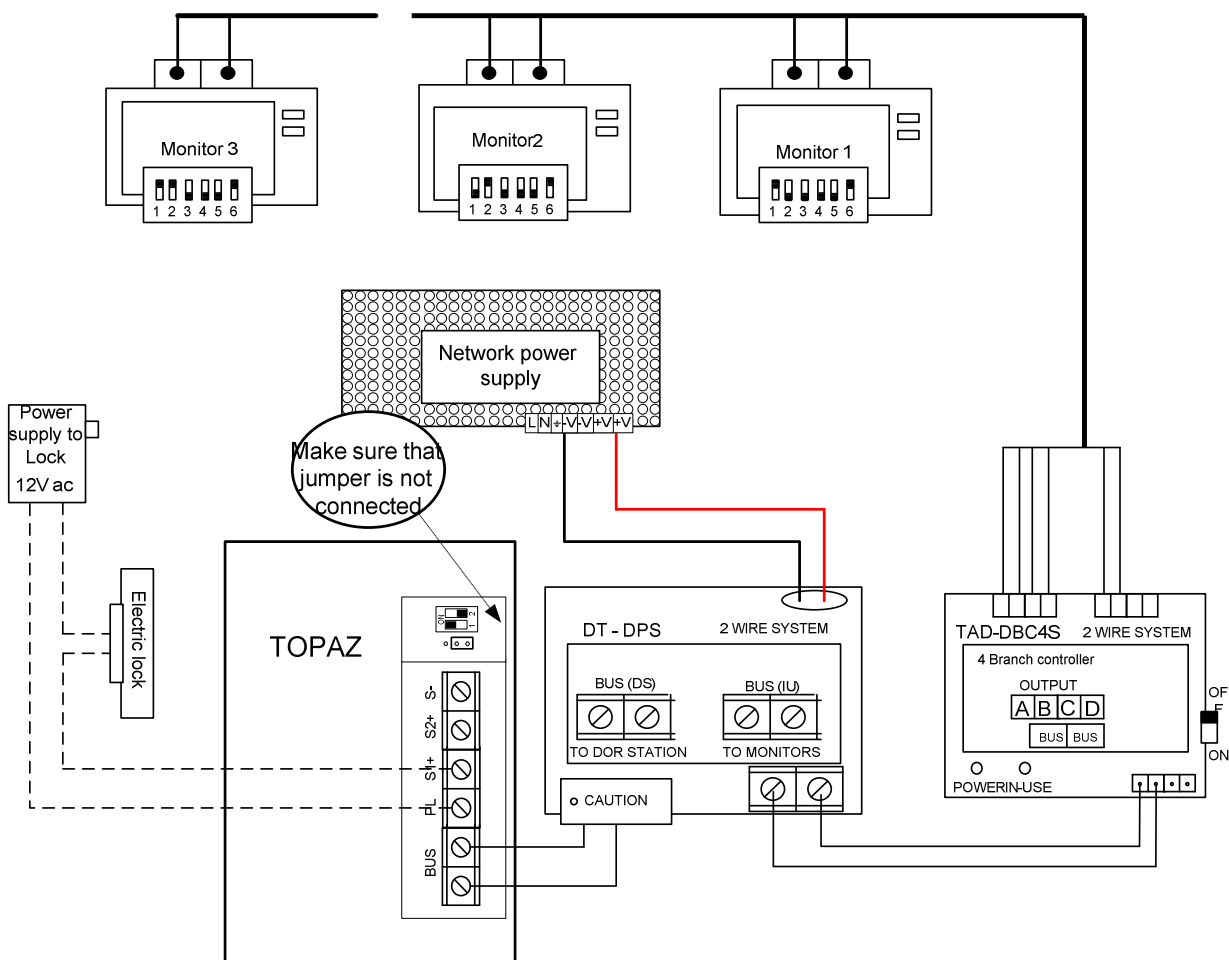 Monitor 3
1 2 3 4 5 6
Monitor2
1 2 3 4 5 6
Monitor 1
1 2 3 4 5 6
Network power
supply
L N ⏚ -V -V +V +V
Power
supply to
Lock
12V ac
Make sure that
jumper is not
connected
Electric lock
TOPAZ
ON
1 2
S-
S2+
S1+
PL
BUS
DT - DPS
2 WIRE SYSTEM
BUS (DS)
BUS (IU)
TO DOR STATION
TO MONITORS
CAUTION
TAD-DBC4S
2 WIRE SYSTEM
4 Branch controller
OUTPUT
A B C D
BUS BUS
POWERIN-USE
OF
F
ON